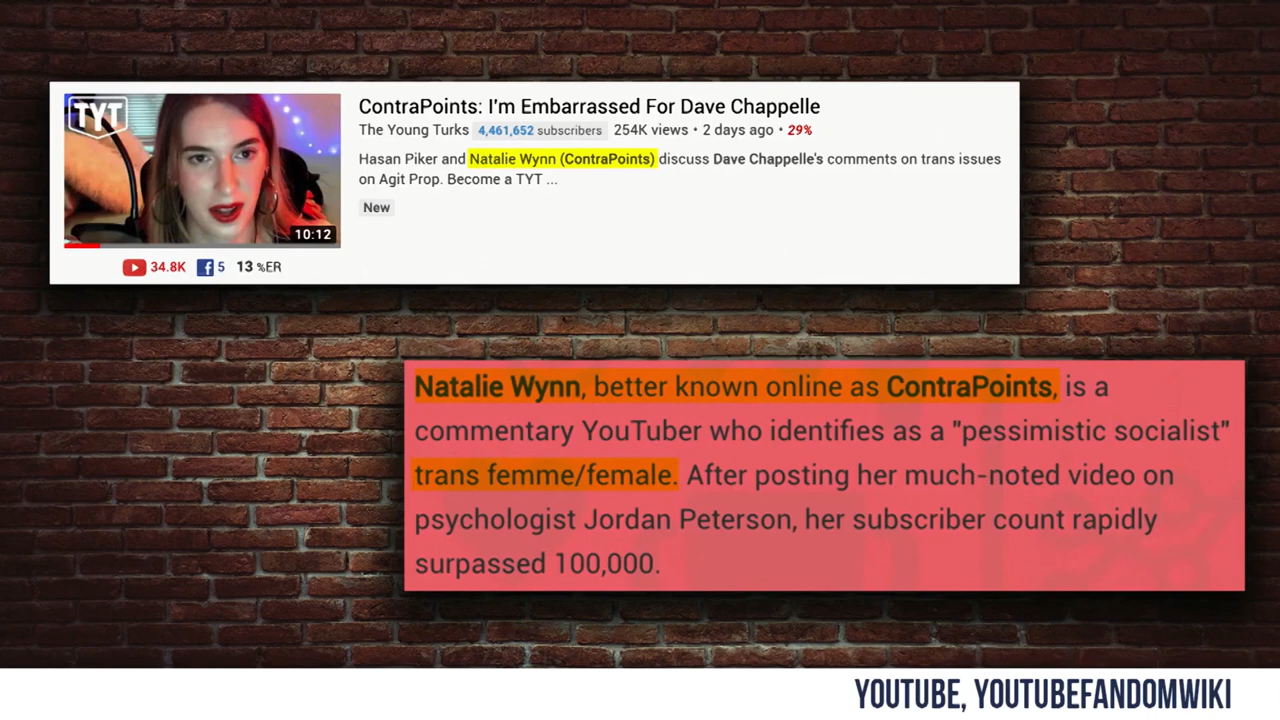 TYT
10:12
ContraPoints: I'm Embarrassed For Dave Chappelle
The Young Turks 4,461,652 subscribers 254K views • 2 days ago • 29%
Hasan Piker and Natalie Wynn (ContraPoints) discuss Dave Chappelle's comments on trans issues
on Agit Prop. Become a TYT ...
New
34.8K f 5 13 %ER
Natalie Wynn, better known online as ContraPoints, is a
commentary YouTuber who identifies as a "pessimistic socialist"
trans femme/female. After posting her much-noted video on
psychologist Jordan Peterson, her subscriber count rapidly
surpassed 100,000.
YOUTUBE, YOUTUBEFANDOMWIKI